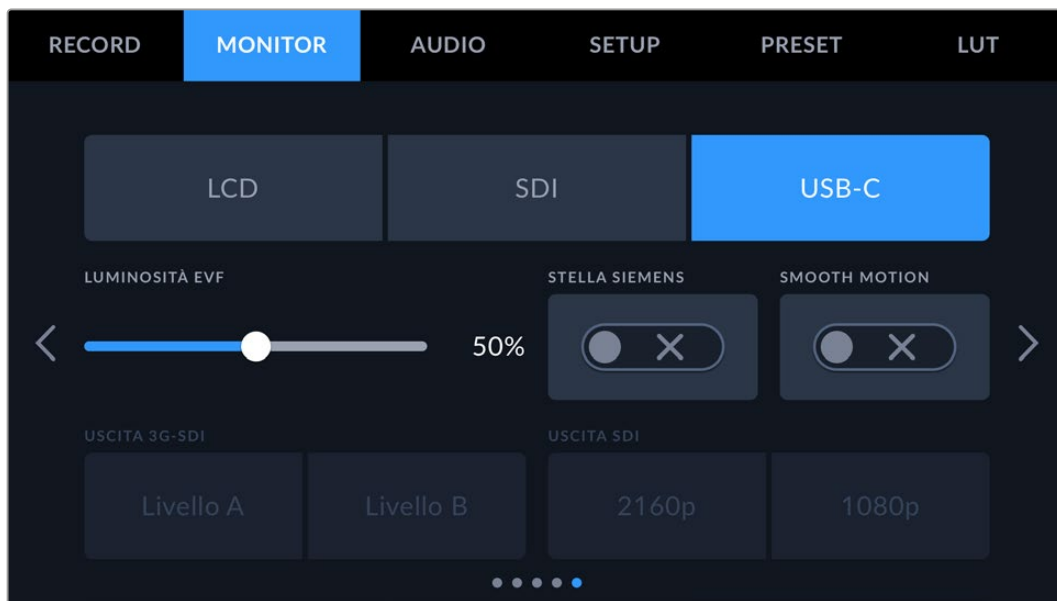 RECORD MONITOR AUDIO SETUP PRESET LUT
LCD SDI USB-C
LUMINOSITÀ EVF STELLA SIEMENS SMOOTH MOTION
50%
USCITA 3G-SDI USCITA SDI
Livello A Livello B 2160p 1080p